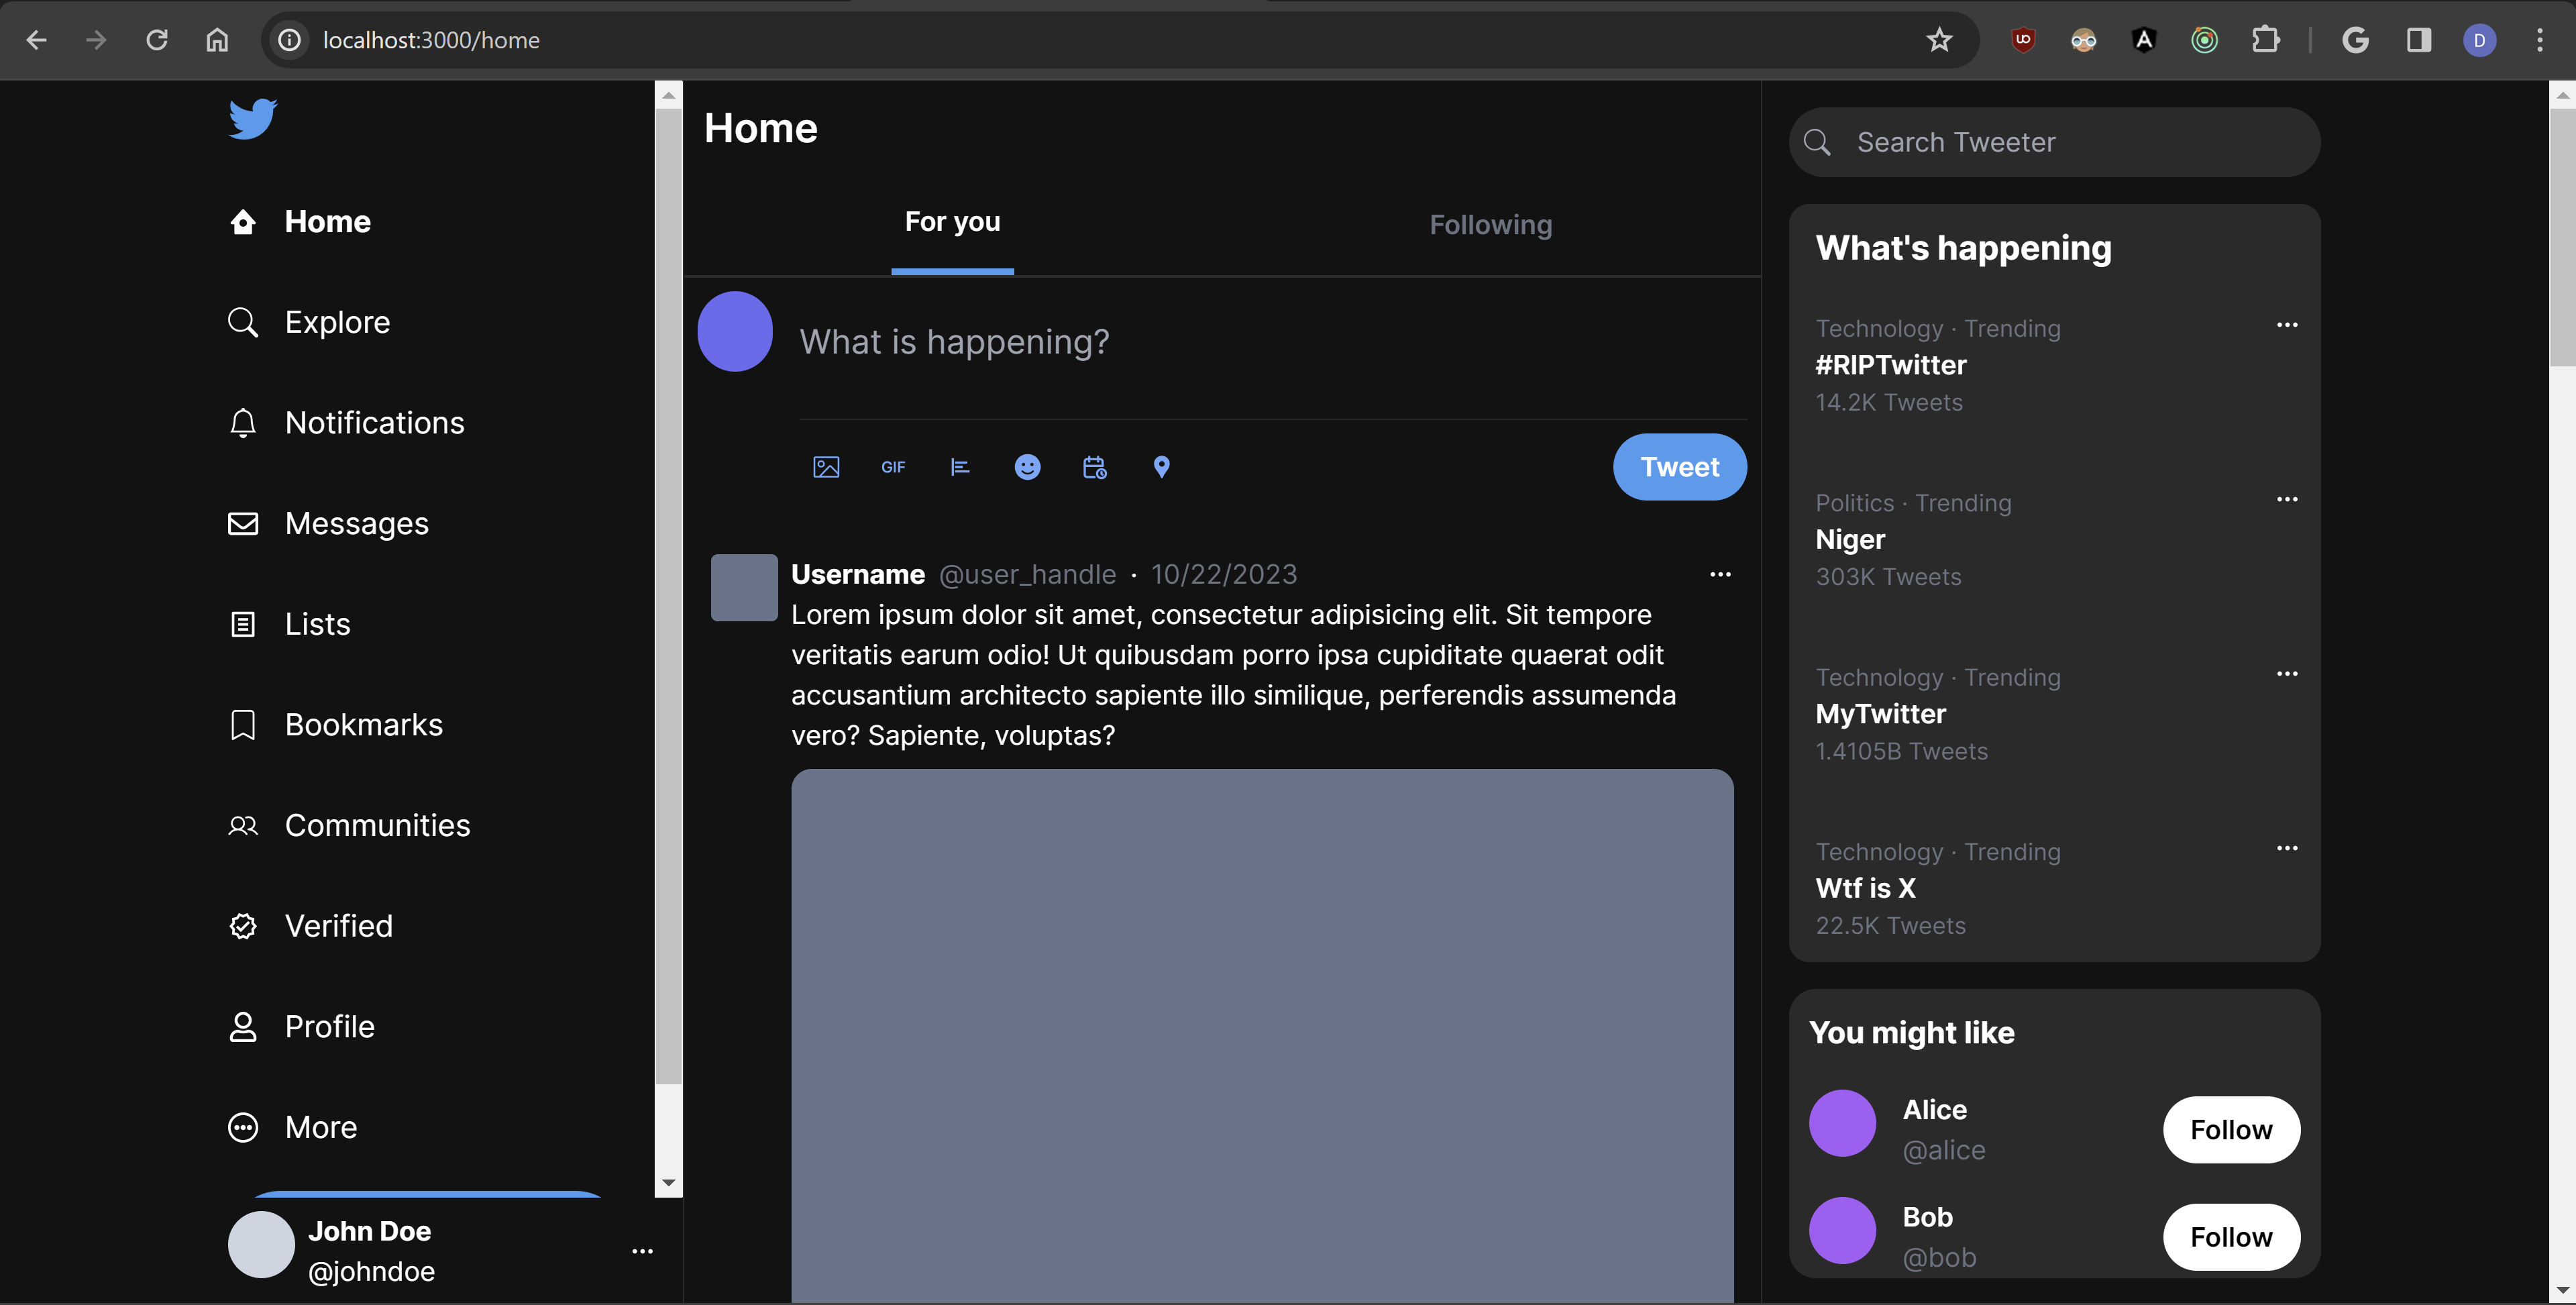 localhost:3000/home
D
Home
Explore
Notifications
Messages
Lists
Bookmarks
Communities
Verified
Profile
More
John Doe
@johndoe
Home
For you
Following
What is happening?
GIF
Tweet
Username @user_handle · 10/22/2023
Lorem ipsum dolor sit amet, consectetur adipisicing elit. Sit tempore
veritatis earum odio! Ut quibusdam porro ipsa cupiditate quaerat odit
accusantium architecto sapiente illo similique, perferendis assumenda
vero? Sapiente, voluptas?
Search Tweeter
What's happening
Technology · Trending
#RIPTwitter
14.2K Tweets
Politics · Trending
Niger
303K Tweets
Technology · Trending
MyTwitter
1.4105B Tweets
Technology · Trending
Wtf is X
22.5K Tweets
You might like
Alice
@alice
Follow
Bob
@bob
Follow